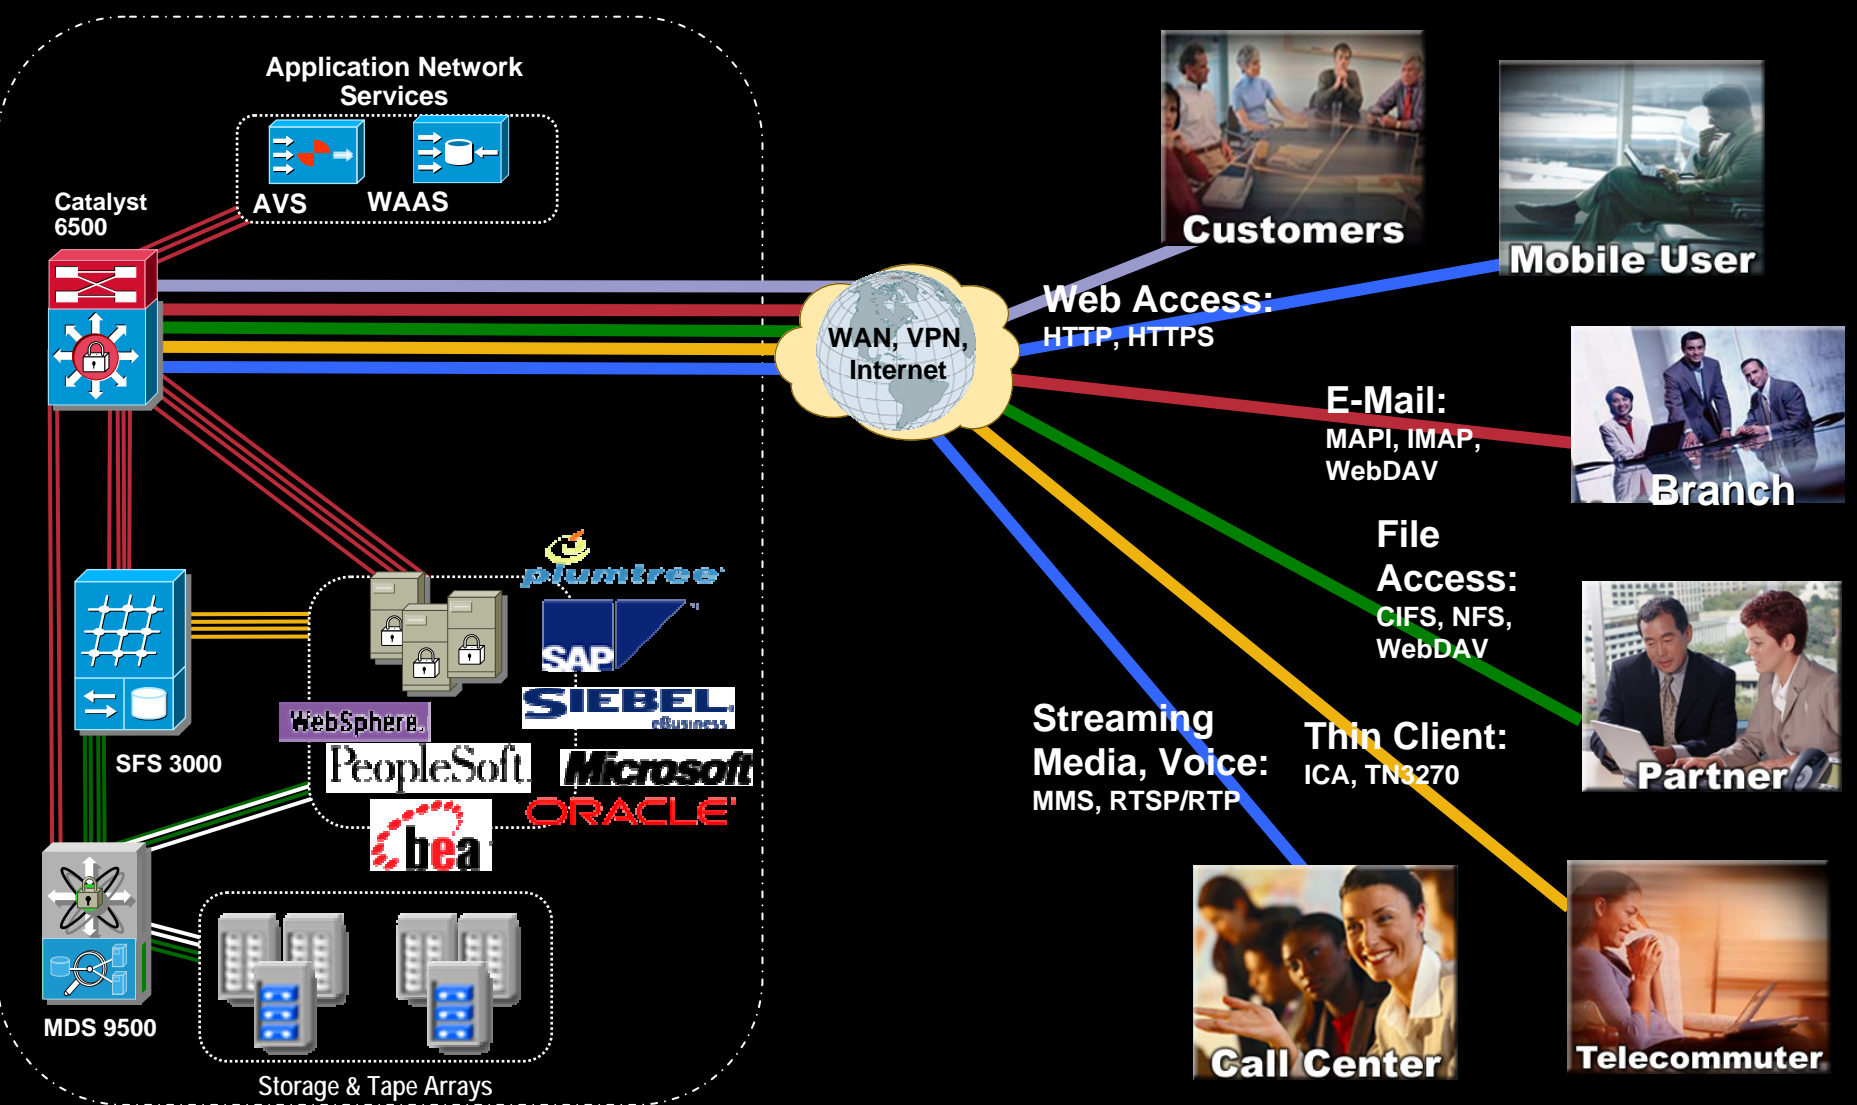 Application Network
Services
AVS
WAAS
Catalyst
6500
WAN, VPN,
Internet
Customers
Mobile User
Web Access:
HTTP, HTTPS
E-Mail:
MAPI, IMAP,
WebDAV
Branch
File
Access:
CIFS, NFS,
WebDAV
Partner
Streaming
Media, Voice:
MMS, RTSP/RTP
Thin Client:
ICA, TN3270
Call Center
Telecommuter
plumtree
SAP
SIEBEL.
eBusiness
WebSphere.
PeopleSoft.
Microsoft
ORACLE
bea
SFS 3000
MDS 9500
Storage & Tape Arrays